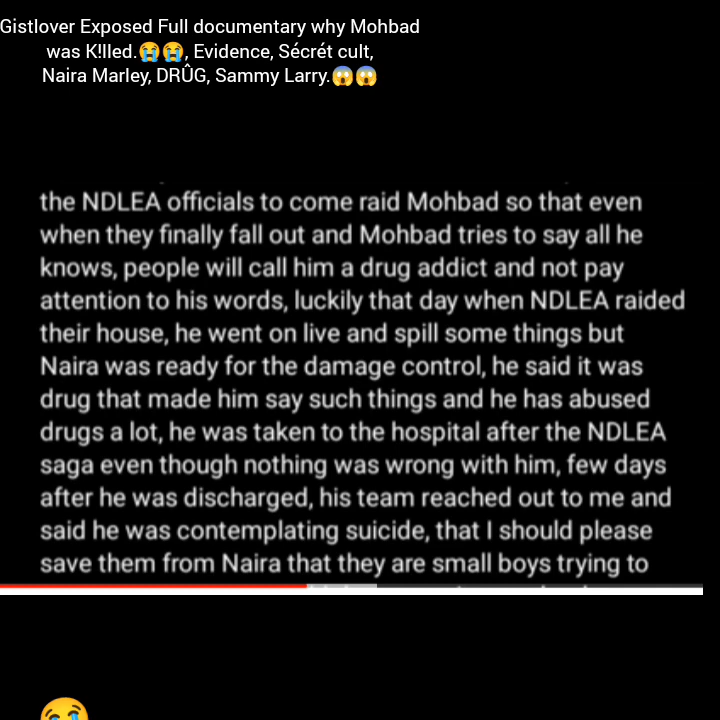 Gistlover Exposed Full documentary why Mohbad
was K!lled.😭😭, Evidence, Sécrét cult,
Naira Marley, DRÛG, Sammy Larry.😱😱
the NDLEA officials to come raid Mohbad so that even
when they finally fall out and Mohbad tries to say all he
knows, people will call him a drug addict and not pay
attention to his words, luckily that day when NDLEA raided
their house, he went on live and spill some things but
Naira was ready for the damage control, he said it was
drug that made him say such things and he has abused
drugs a lot, he was taken to the hospital after the NDLEA
saga even though nothing was wrong with him, few days
after he was discharged, his team reached out to me and
said he was contemplating suicide, that I should please
save them from Naira that they are small boys trying to